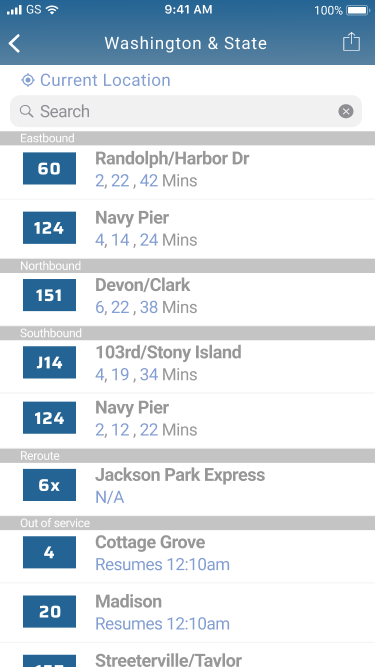 GS 9:41 AM 100%
Washington & State
Current Location
Search
Eastbound
60 Randolph/Harbor Dr
2, 22 , 42 Mins
124 Navy Pier
4, 14 , 24 Mins
Northbound
151 Devon/Clark
6, 22 , 38 Mins
Southbound
J14 103rd/Stony Island
4, 19 , 34 Mins
124 Navy Pier
2, 12 , 22 Mins
Reroute
6x Jackson Park Express
N/A
Out of service
4 Cottage Grove
Resumes 12:10am
20 Madison
Resumes 12:10am
Streeterville/Taylor